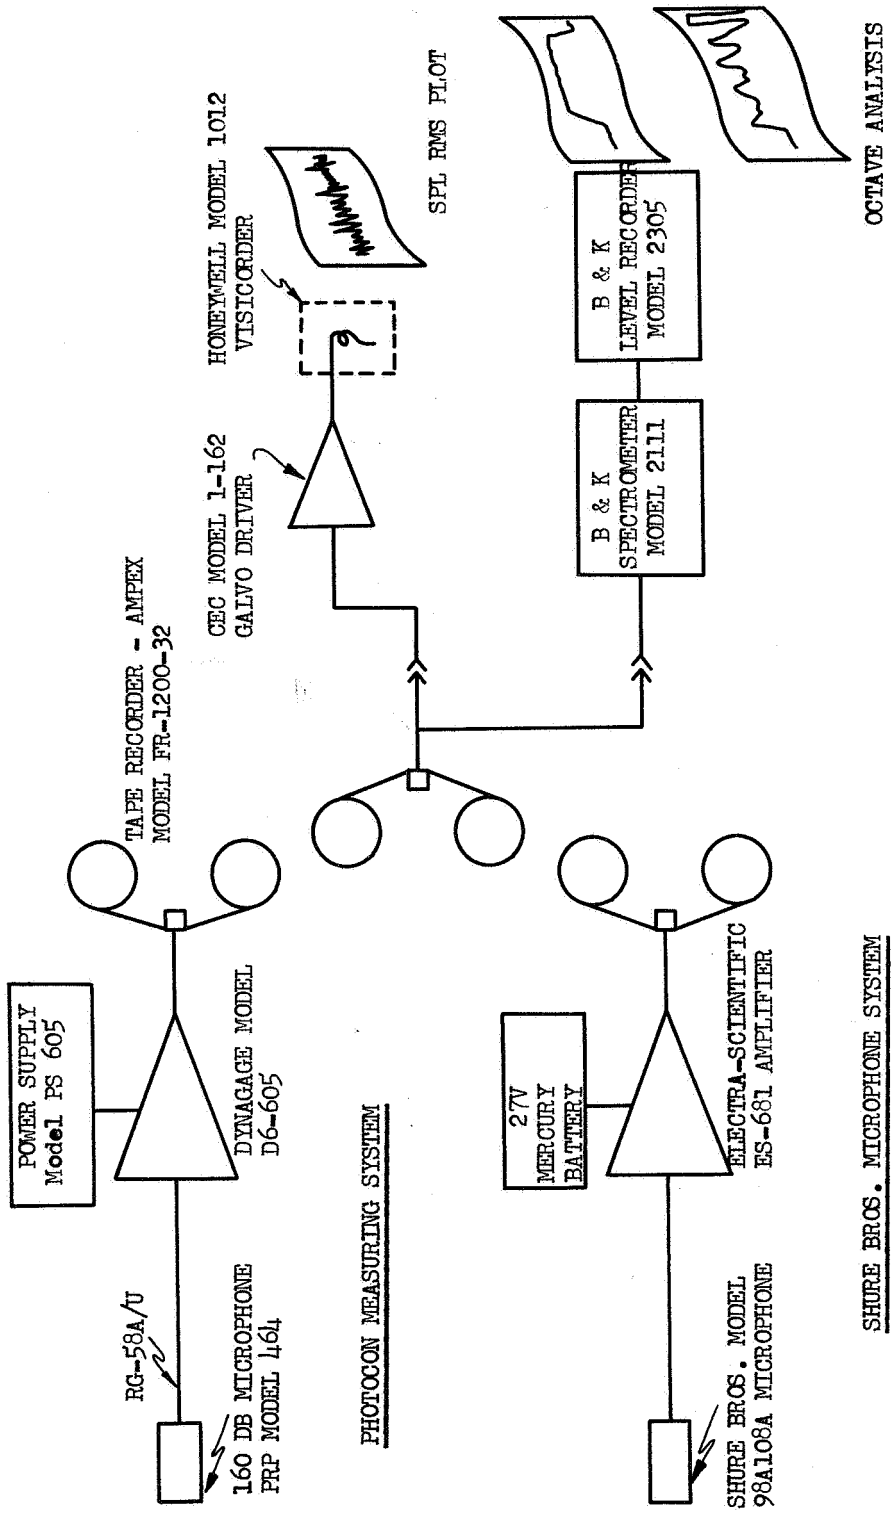 RG-58A/U
160 DB MICROPHONE
PRP MODEL 464
POWER SUPPLY
Model PS 605
DYNAGAGE MODEL
D6-605
TAPE RECORDER - AMPEX
MODEL FR-1200-32
PHOTOCON MEASURING SYSTEM
CEC MODEL 1-162
GALVO DRIVER
HONEYWELL MODEL 1012
VISICORDER
SPL RMS PLOT
SHURE BROS. MODEL
98A108A MICROPHONE
27V
MERCURY
BATTERY
ELECTRA-SCIENTIFIC
ES-681 AMPLIFIER
B & K
SPECTROMETER
MODEL 2111
B & K
LEVEL RECORDER
MODEL 2305
OCTAVE ANALYSIS
SHURE BROS. MICROPHONE SYSTEM